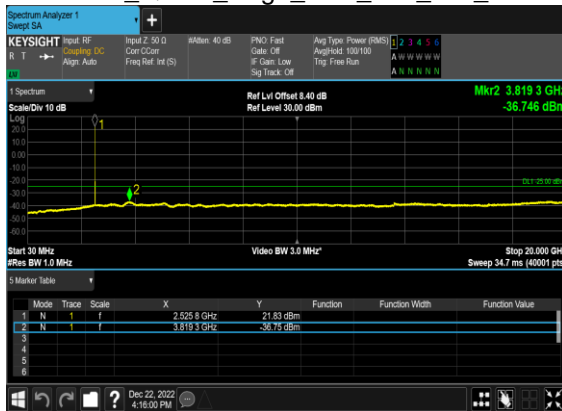 Spectrum Analyzer 1
Swept SA
KEYSIGHT Input: RF Input Z: 50 Ω #Atten: 40 dB PNO: Fast Avg Type: Power (RMS) 1 2 3 4 5 6
R T Coupling: DC Corr CCorr Gate: Off Avg|Hold: 100/100 A W W W W W
Align: Auto Freq Ref: Int (S) IF Gain: Low Trig: Free Run
Sig Track: Off A N N N N N
1 Spectrum Ref Lvl Offset 8.40 dB Mkr2 3.819 3 GH
Scale/Div 10 dB Ref Level 30.00 dBm -36.746 dBm
Log
20.0
10.0
0.00
-10.0
-20.0
-30.0
-40.0
-50.0
-60.0
1
2
DL1 -25.00 dB
Start 30 MHz Video BW 3.0 MHz* Stop 20.000 GH
#Res BW 1.0 MHz Sweep 34.7 ms (40001 pts
5 Marker Table
Mode Trace Scale X Y Function Function Width Function Value
1 N 1 f 2.525 8 GHz 21.83 dBm
2 N 1 f 3.819 3 GHz -36.75 dBm
3
4
5
6
? Dec 22, 2022
4:16:00 PM